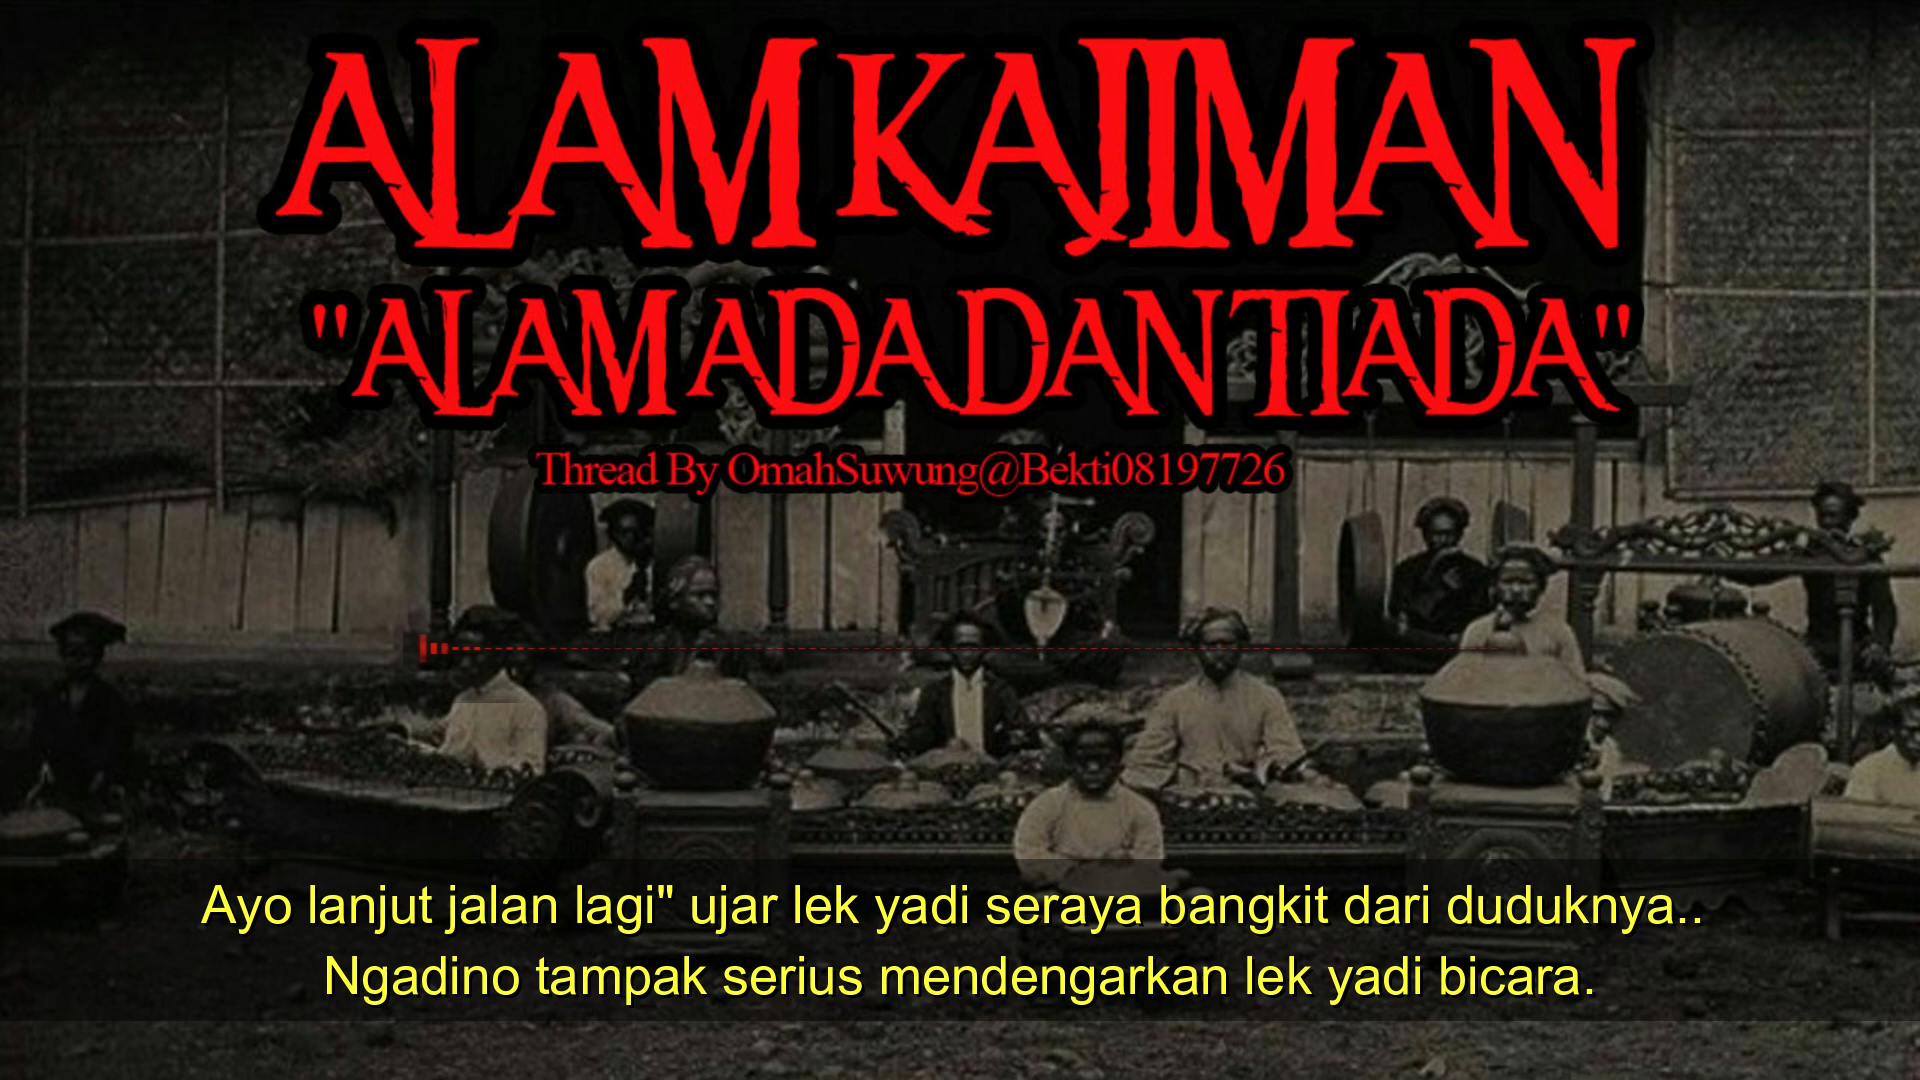 ALAM KAJIMAN
"ALAM ADA DAN TIADA"
Thread By OmahSuwung@Bekti08197726
Ayo lanjut jalan lagi" ujar lek yadi seraya bangkit dari duduknya..
Ngadino tampak serius mendengarkan lek yadi bicara.